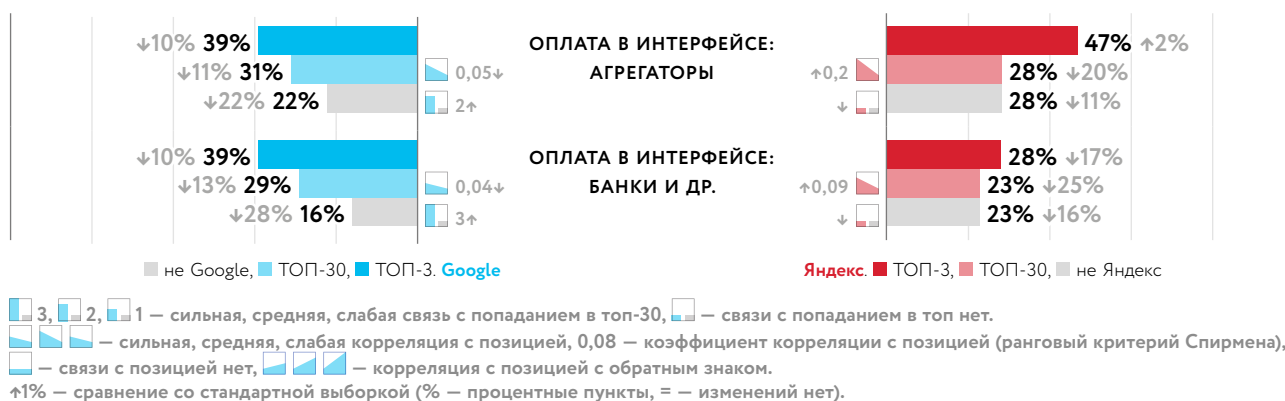 ↓10% 39% ОПЛАТА В ИНТЕРФЕЙСЕ: 47% ↑2%
↓11% 31% 0,05↓ АГРЕГАТОРЫ ↑0,2 28% ↓20%
↓22% 22% 2↑ ↓ 28% ↓11%
↓10% 39% ОПЛАТА В ИНТЕРФЕЙСЕ: 28% ↓17%
↓13% 29% 0,04↓ БАНКИ И ДР. ↑0,09 23% ↓25%
↓28% 16% 3↑ ↓ 23% ↓16%
не Google, ТОП-30, ТОП-3. Google Яндекс. ТОП-3, ТОП-30, не Яндекс
3, 2, 1 — сильная, средняя, слабая связь с попаданием в топ-30, — связи с попаданием в топ нет.
— сильная, средняя, слабая корреляция с позицией, 0,08 — коэффициент корреляции с позицией (ранговый критерий Спирмена),
— связи с позицией нет, — корреляция с позицией с обратным знаком.
↑1% — сравнение со стандартной выборкой (% — процентные пункты, = — изменений нет).